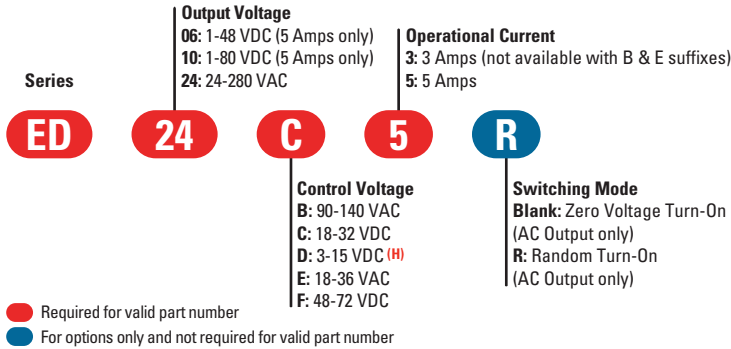 Output Voltage
06: 1-48 VDC (5 Amps only)
10: 1-80 VDC (5 Amps only)
24: 24-280 VAC
Operational Current
3: 3 Amps (not available with B & E suffixes)
5: 5 Amps
Series
ED
24
C
5
R
Control Voltage
B: 90-140 VAC
C: 18-32 VDC
D: 3-15 VDC (H)
E: 18-36 VAC
F: 48-72 VDC
Switching Mode
Blank: Zero Voltage Turn-On
(AC Output only)
R: Random Turn-On
(AC Output only)
Required for valid part number
For options only and not required for valid part number